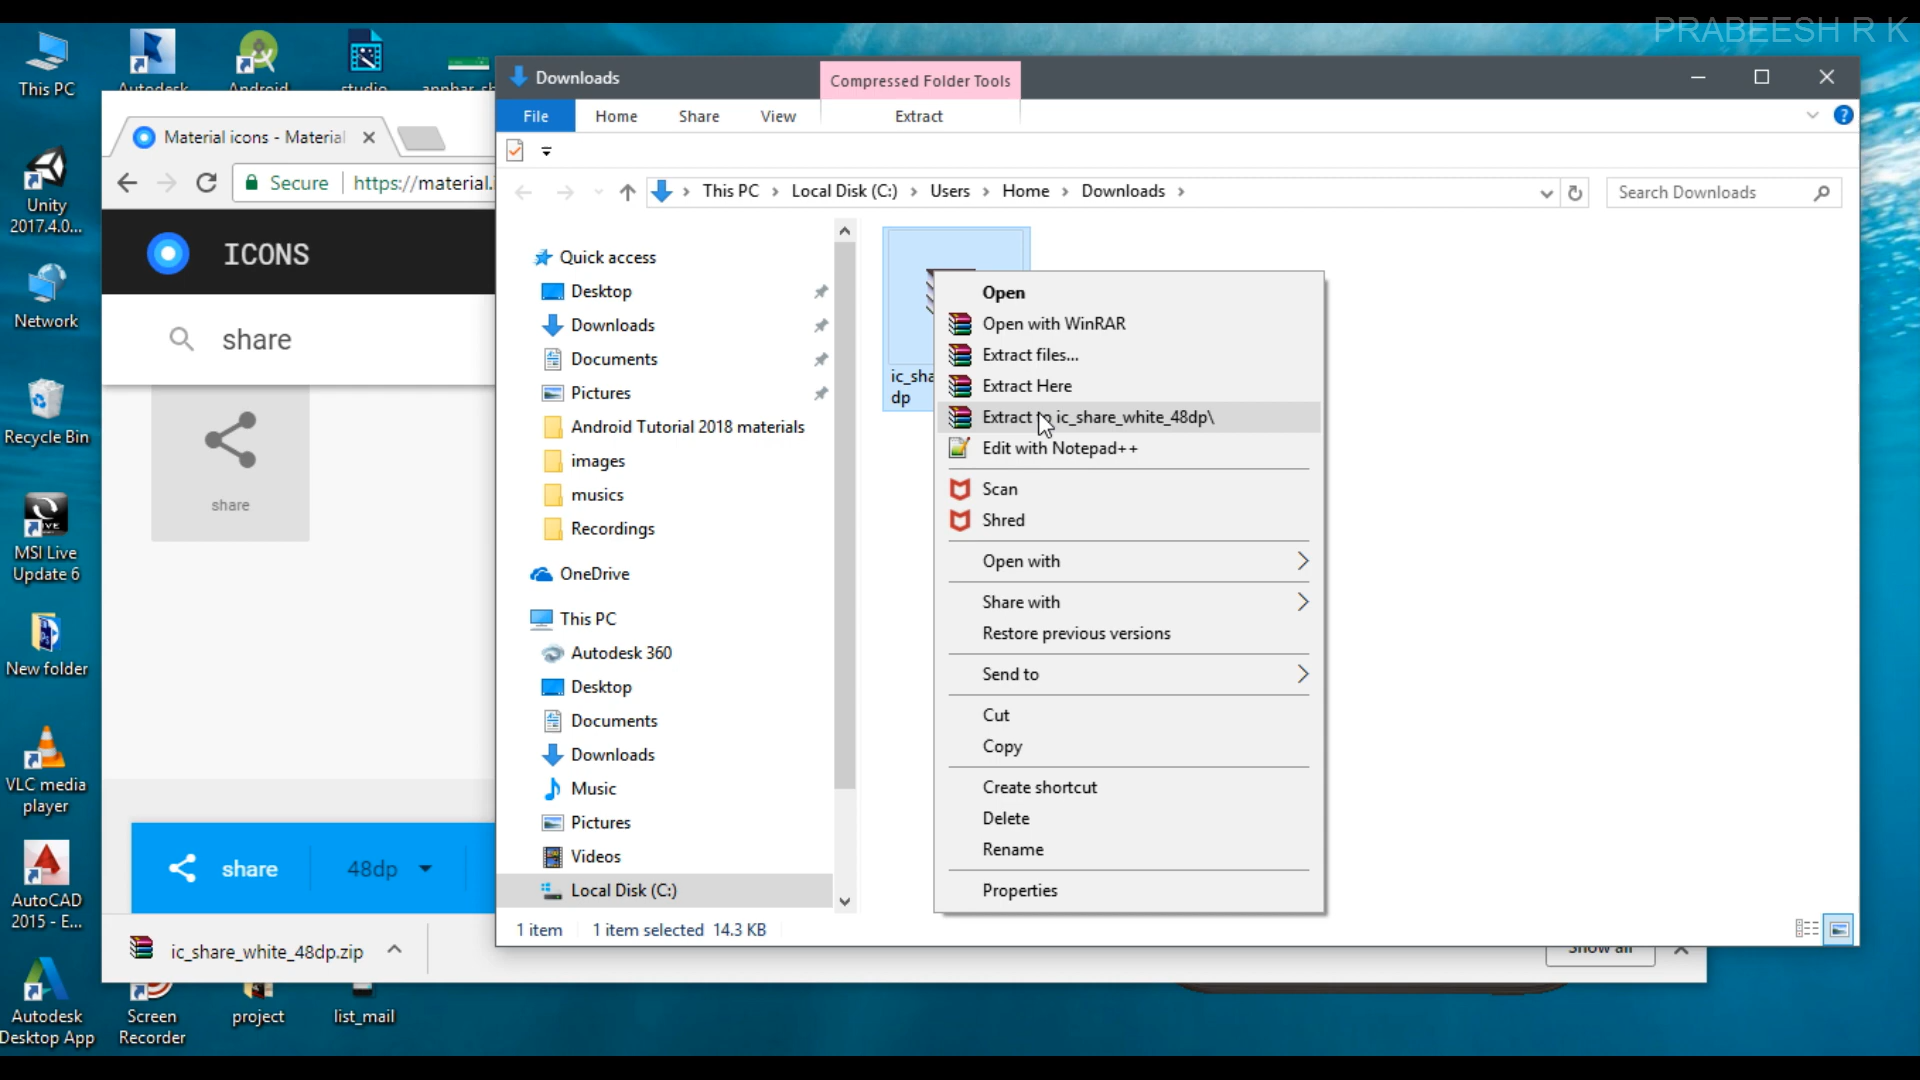 PRABEESH R K
This PC
Autodesk
Android
studio
Unity
2017.4.0...
Network
Recycle Bin
MSI Live
Update 6
New folder
VLC media
player
AutoCAD
2015 - E...
Autodesk
Desktop App
Screen
Recorder
project
list_mail
Material icons - Material
Secure
https://material.
ICONS
share
share
share
48dp
ic_share_white_48dp.zip
Show all
Downloads
Compressed Folder Tools
File
Home
Share
View
Extract
This PC
Local Disk (C:)
Users
Home
Downloads
Search Downloads
Quick access
Desktop
Downloads
Documents
Pictures
Android Tutorial 2018 materials
images
musics
Recordings
OneDrive
This PC
Autodesk 360
Desktop
Documents
Downloads
Music
Pictures
Videos
Local Disk (C:)
ic_sha
dp
Open
Open with WinRAR
Extract files...
Extract Here
Extract to ic_share_white_48dp\
Edit with Notepad++
Scan
Shred
Open with
Share with
Restore previous versions
Send to
Cut
Copy
Create shortcut
Delete
Rename
Properties
1 item
1 item selected 14.3 KB